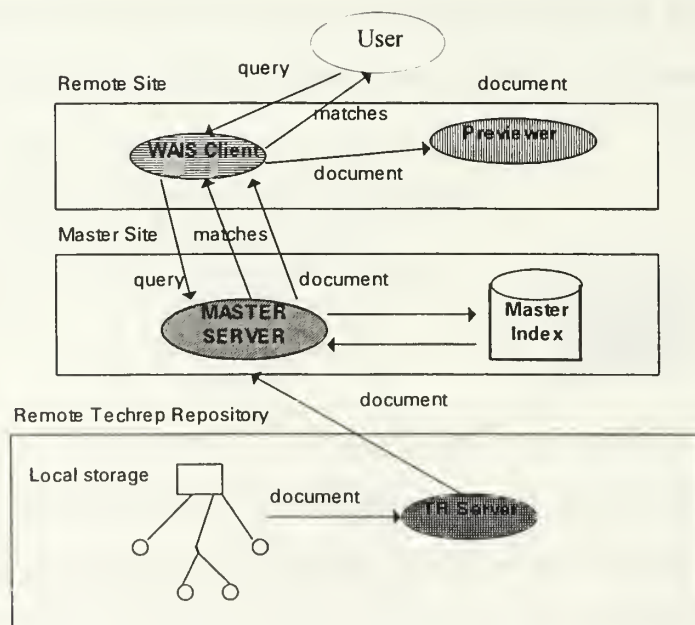 User
query
Remote Site
document
matches
WAIS Client
Previewer
document
Master Site
matches
query
document
MASTER
SERVER
Master
Index
document
Remote Techrep Repository
Local storage
document
TR Server